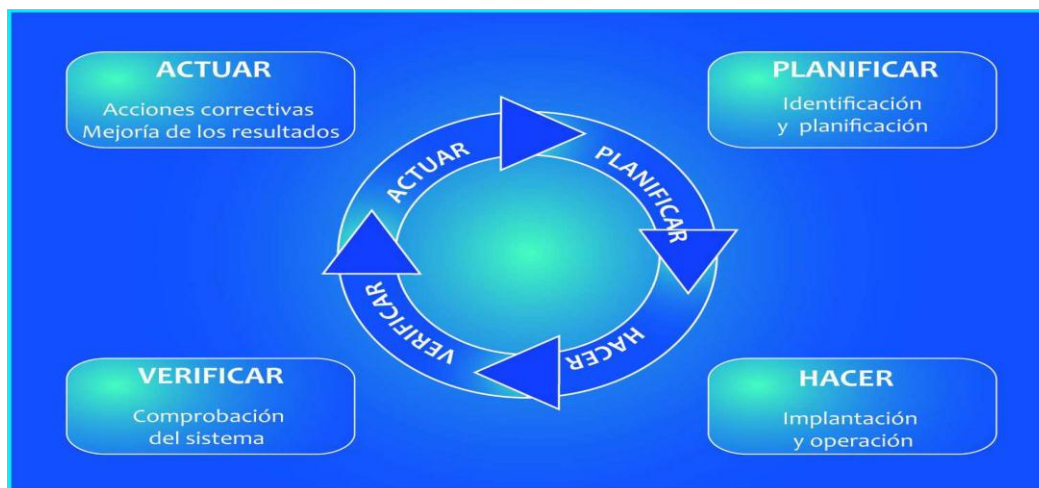 ACTUAR
Acciones correctivas
Mejoría de los resultados
PLANIFICAR
Identificación
y planificación
ACTUAR
PLANIFICAR
HACER
VERIFICAR
VERIFICAR
Comprobación
del sistema
HACER
Implantación
y operación